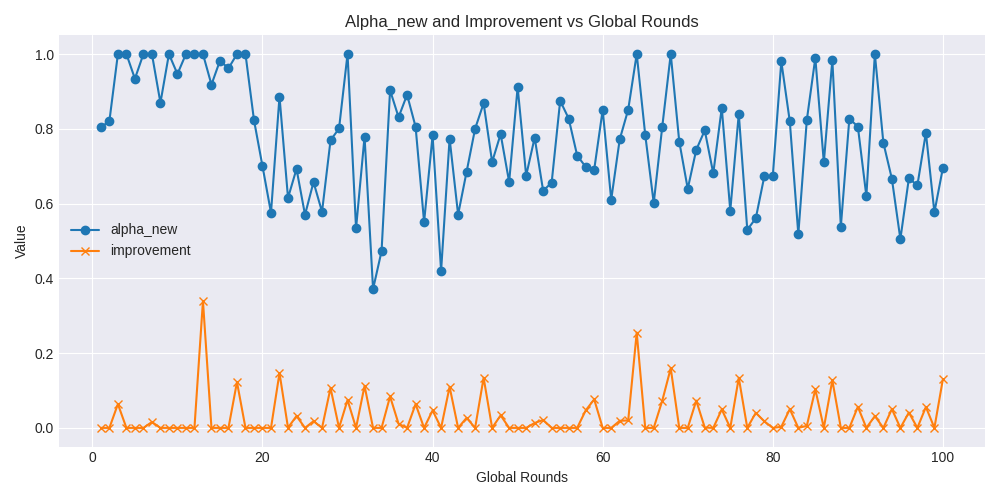 Alpha_new and Improvement vs Global Rounds
Value
1.0
0.8
0.6
0.4
0.2
0.0
alpha_new
improvement
0 20 40 60 80 100
Global Rounds